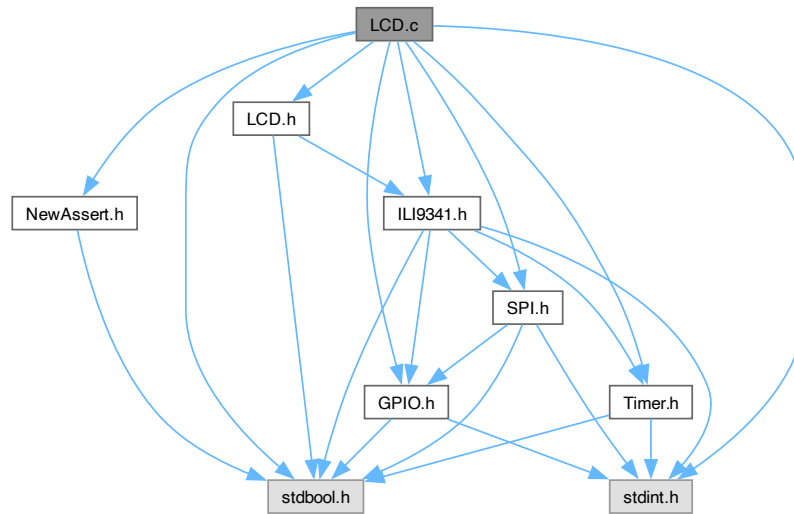 LCD.c
LCD.h
NewAssert.h
ILI9341.h
SPI.h
GPIO.h
Timer.h
stdbool.h
stdint.h